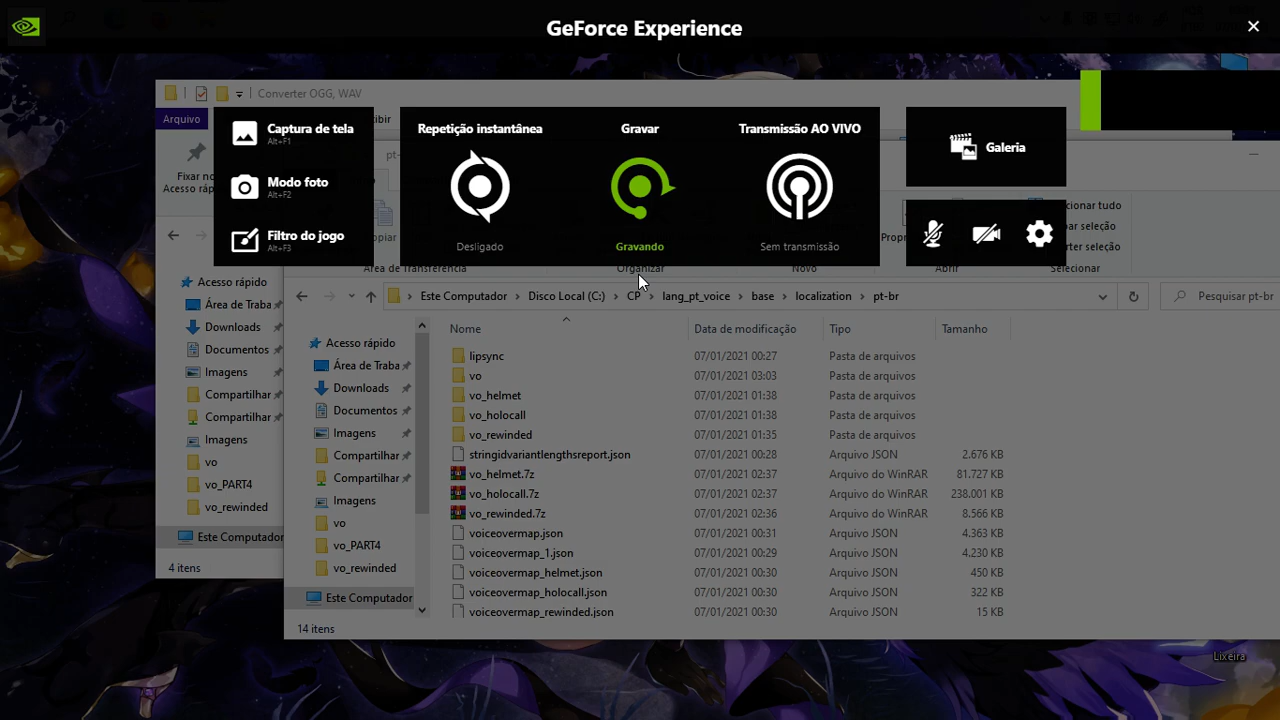 GeForce Experience
Converter OGG, WAV
Arquivo
Captura de tela
Alt+F1
Modo foto
Alt+F2
Filtro do jogo
Alt+F3
Repetição instantânea
Desligado
Gravar
Gravando
Transmissão AO VIVO
Sem transmissão
Galeria
Fixar no
Acesso ráp
Área de Transferência
Organizar
Novo
Abrir
Selecionar
Este Computador > Disco Local (C:) > CP > lang_pt_voice > base > localization > pt-br
Pesquisar pt-br
Acesso rápido
Área de Traba
Downloads
Documentos
Imagens
Compartilhar
Compartilhar
Imagens
vo
vo_PART4
vo_rewinded
Este Computador
4 itens
Acesso rápido
Área de Traba
Downloads
Documentos
Imagens
Compartilhar
Compartilhar
Imagens
vo
vo_PART4
vo_rewinded
Este Computador
14 itens
Nome Data de modificação Tipo Tamanho
lipsync 07/01/2021 00:27 Pasta de arquivos
vo 07/01/2021 03:03 Pasta de arquivos
vo_helmet 07/01/2021 01:38 Pasta de arquivos
vo_holocall 07/01/2021 01:38 Pasta de arquivos
vo_rewinded 07/01/2021 01:35 Pasta de arquivos
stringidvariantlengthsreport.json 07/01/2021 00:28 Arquivo JSON 2.676 KB
vo_helmet.7z 07/01/2021 02:37 Arquivo do WinRAR 81.727 KB
vo_holocall.7z 07/01/2021 02:37 Arquivo do WinRAR 238.001 KB
vo_rewinded.7z 07/01/2021 02:36 Arquivo do WinRAR 8.566 KB
voiceovermap.json 07/01/2021 00:31 Arquivo JSON 4.363 KB
voiceovermap_1.json 07/01/2021 00:29 Arquivo JSON 4.230 KB
voiceovermap_helmet.json 07/01/2021 00:30 Arquivo JSON 450 KB
voiceovermap_holocall.json 07/01/2021 00:30 Arquivo JSON 322 KB
voiceovermap_rewinded.json 07/01/2021 00:30 Arquivo JSON 15 KB
Lixeira